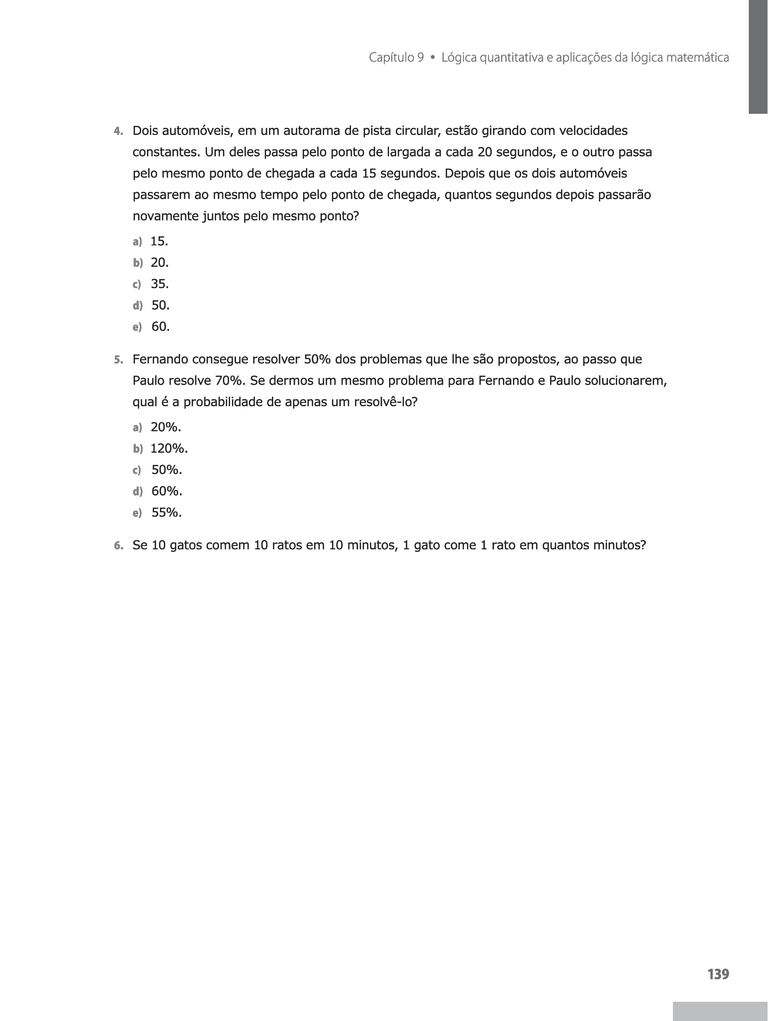 Capítulo 9 • Lógica quantitativa e aplicações da lógica matemática
4. Dois automóveis, em um autorama de pista circular, estão girando com velocidades
constantes. Um deles passa pelo ponto de largada a cada 20 segundos, e o outro passa
pelo mesmo ponto de chegada a cada 15 segundos. Depois que os dois automóveis
passarem ao mesmo tempo pelo ponto de chegada, quantos segundos depois passarão
novamente juntos pelo mesmo ponto?
a) 15.
b) 20.
c) 35.
d) 50.
e) 60.
5. Fernando consegue resolver 50% dos problemas que lhe são propostos, ao passo que
Paulo resolve 70%. Se dermos um mesmo problema para Fernando e Paulo solucionarem,
qual é a probabilidade de apenas um resolvê-lo?
a) 20%.
b) 120%.
c) 50%.
d) 60%.
e) 55%.
6. Se 10 gatos comem 10 ratos em 10 minutos, 1 gato come 1 rato em quantos minutos?
139